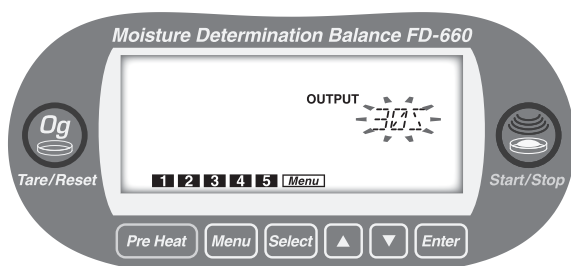 Moisture Determination Balance FD-660
OUTPUT
30S
0g
Tare/Reset
Start/Stop
1 2 3 4 5 Menu
Pre Heat Menu Select ▲ ▼ Enter